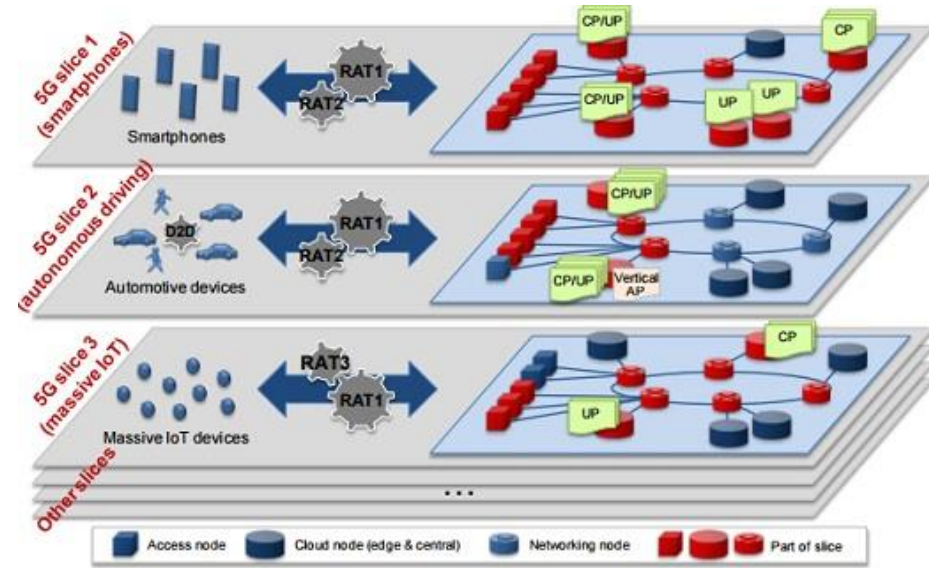 5G slice 1
(smartphones)
Smartphones
RAT1
RAT2
CP/UP
CP
CP/UP
UP
UP
5G slice 2
(autonomous driving)
D2D
Automotive devices
RAT1
RAT2
CP/UP
CP/UP
Vertical
AP
5G slice 3
(massive IoT)
Massive IoT devices
RAT3
RAT1
CP
UP
Other slices
...
Access node
Cloud node (edge & central)
Networking node
Part of slice